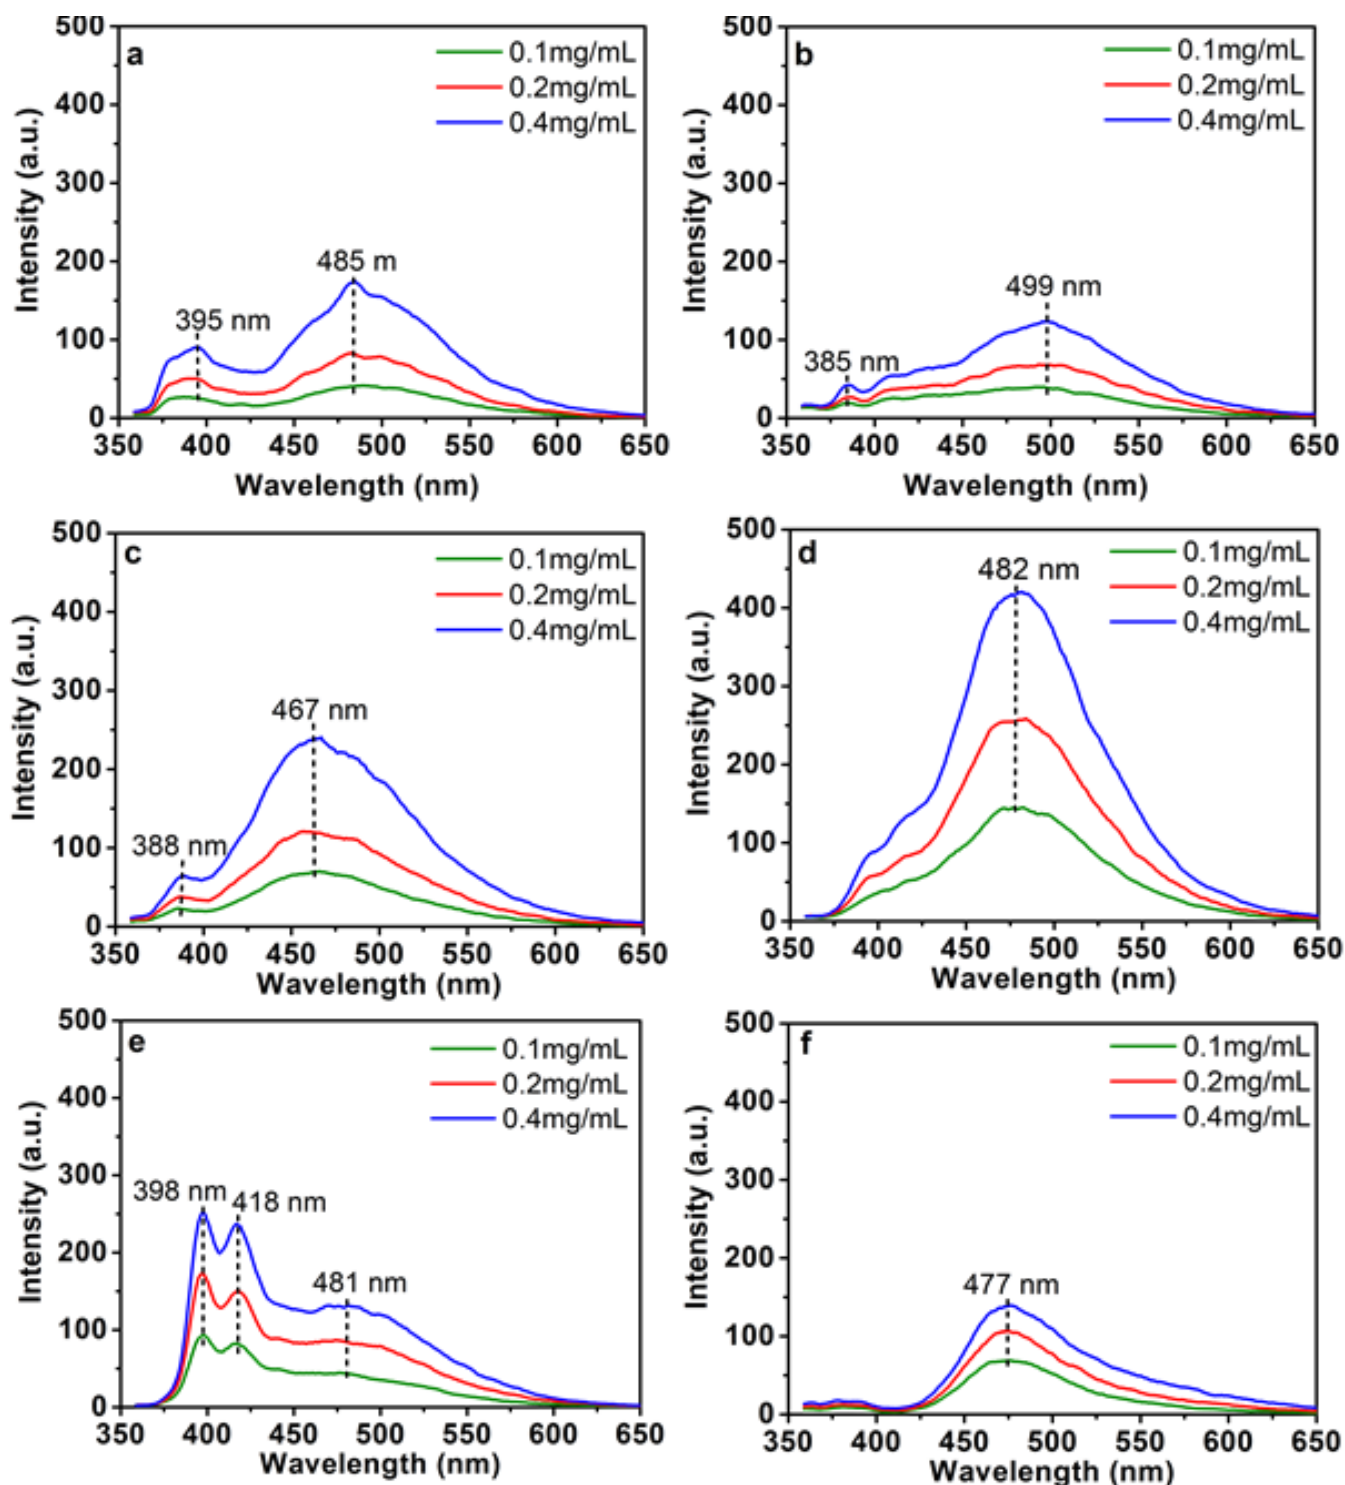 a
0.1mg/mL
0.2mg/mL
0.4mg/mL
500
400
300
200
100
0
Intensity (a.u.)
395 nm
485 m
350 400 450 500 550 600 650
Wavelength (nm)
b
0.1mg/mL
0.2mg/mL
0.4mg/mL
500
400
300
200
100
0
Intensity (a.u.)
385 nm
499 nm
350 400 450 500 550 600 650
Wavelength (nm)
c
0.1mg/mL
0.2mg/mL
0.4mg/mL
500
400
300
200
100
0
Intensity (a.u.)
388 nm
467 nm
350 400 450 500 550 600 650
Wavelength (nm)
d
0.1mg/mL
0.2mg/mL
0.4mg/mL
500
400
300
200
100
0
Intensity (a.u.)
482 nm
350 400 450 500 550 600 650
Wavelength (nm)
e
0.1mg/mL
0.2mg/mL
0.4mg/mL
500
400
300
200
100
0
Intensity (a.u.)
398 nm
418 nm
481 nm
350 400 450 500 550 600 650
Wavelength (nm)
f
0.1mg/mL
0.2mg/mL
0.4mg/mL
500
400
300
200
100
0
Intensity (a.u.)
477 nm
350 400 450 500 550 600 650
Wavelength (nm)